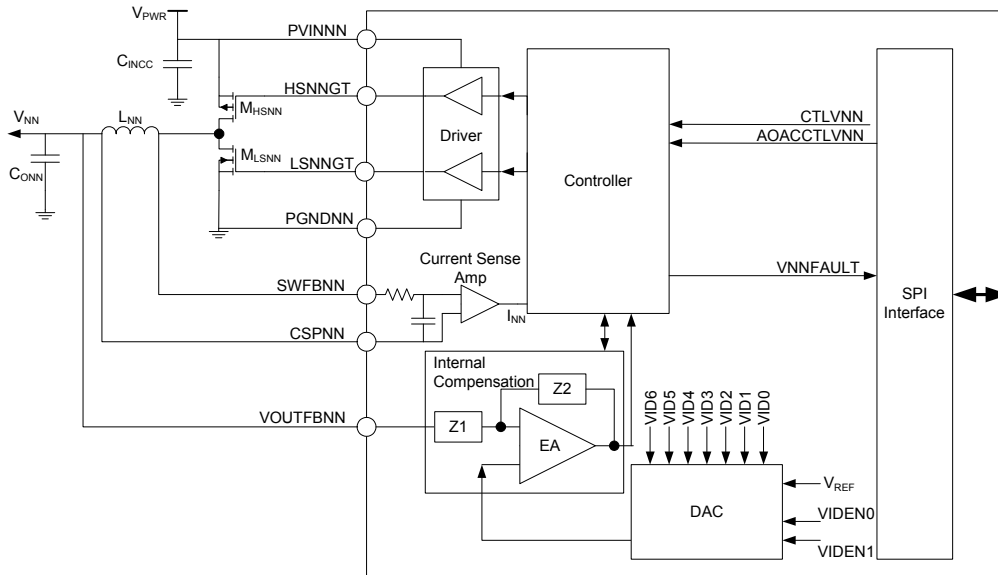 VPWR
PVINNN
CINCC
HSNNGT
MHSNN
Driver
VNN
LNN
MLSNN
LSNNGT
CONN
PGNDNN
Controller
CTLVNN
AOACCTLVNN
VNNFAULT
SPI
Interface
Current Sense
Amp
SWFBNN
INN
CSPNN
Internal
Compensation
Z2
VOUTFBNN
Z1
EA
VID6
VID5
VID4
VID3
VID2
VID1
VID0
DAC
VREF
VIDEN0
VIDEN1